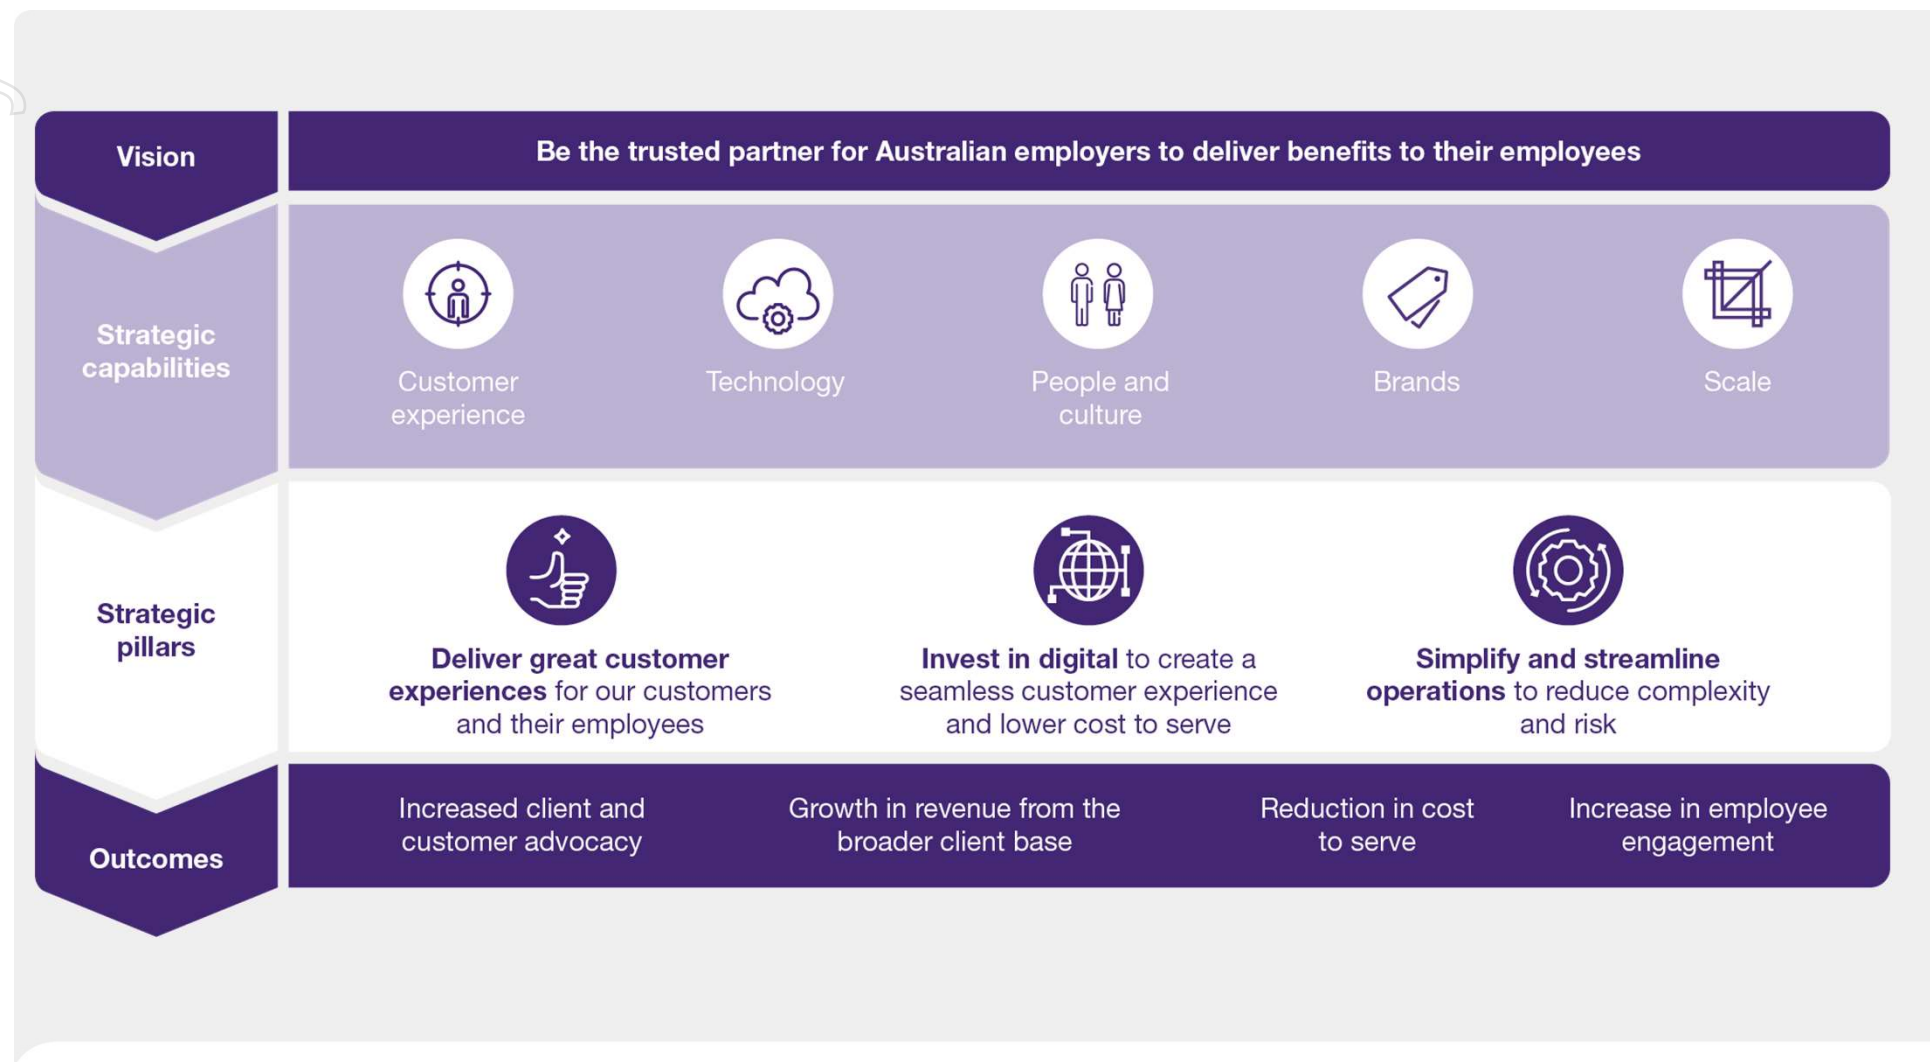 Vision
Be the trusted partner for Australian employers to deliver benefits to their employees
Strategic
capabilities
Customer
experience
Technology
People and
culture
Brands
Scale
Strategic
pillars
Deliver great customer
experiences for our customers
and their employees
Invest in digital to create a
seamless customer experience
and lower cost to serve
Simplify and streamline
operations to reduce complexity
and risk
Outcomes
Increased client and
customer advocacy
Growth in revenue from the
broader client base
Reduction in cost
to serve
Increase in employee
engagement